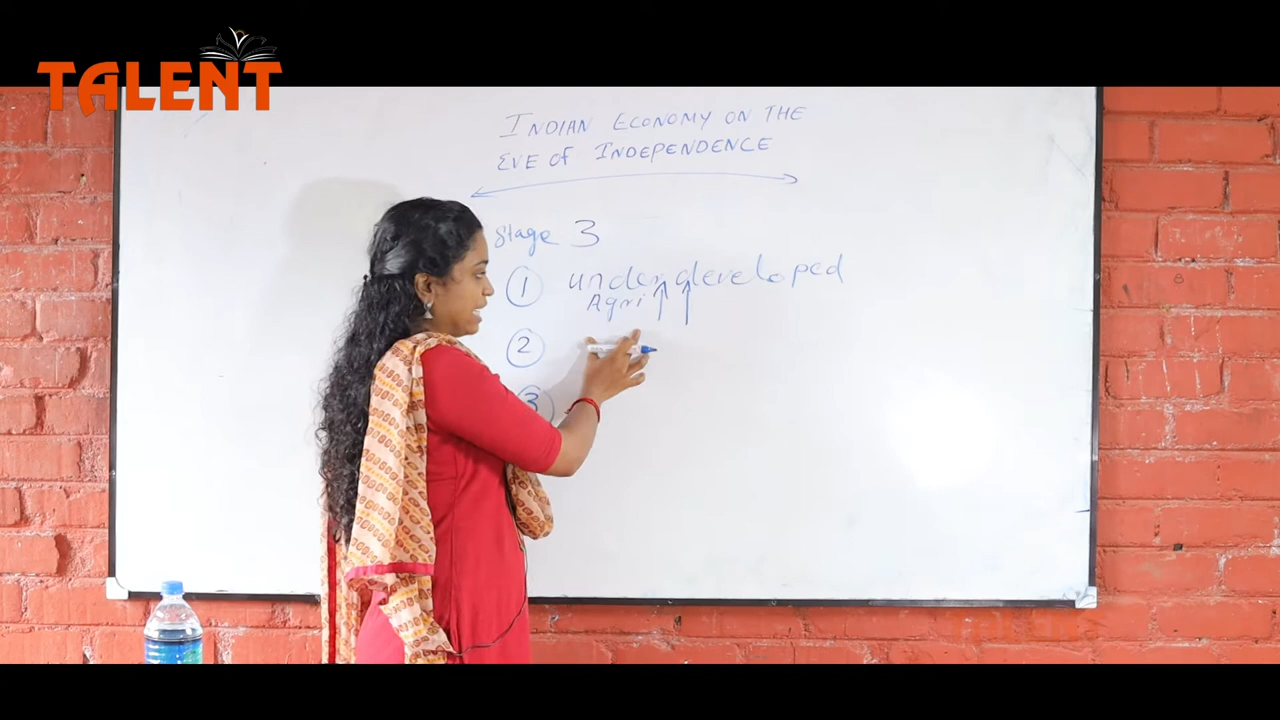 TALENT
INDIAN ECONOMY ON THE
EVE OF INDEPENDENCE
Stage 3
1 underdeveloped
Agri
2
3